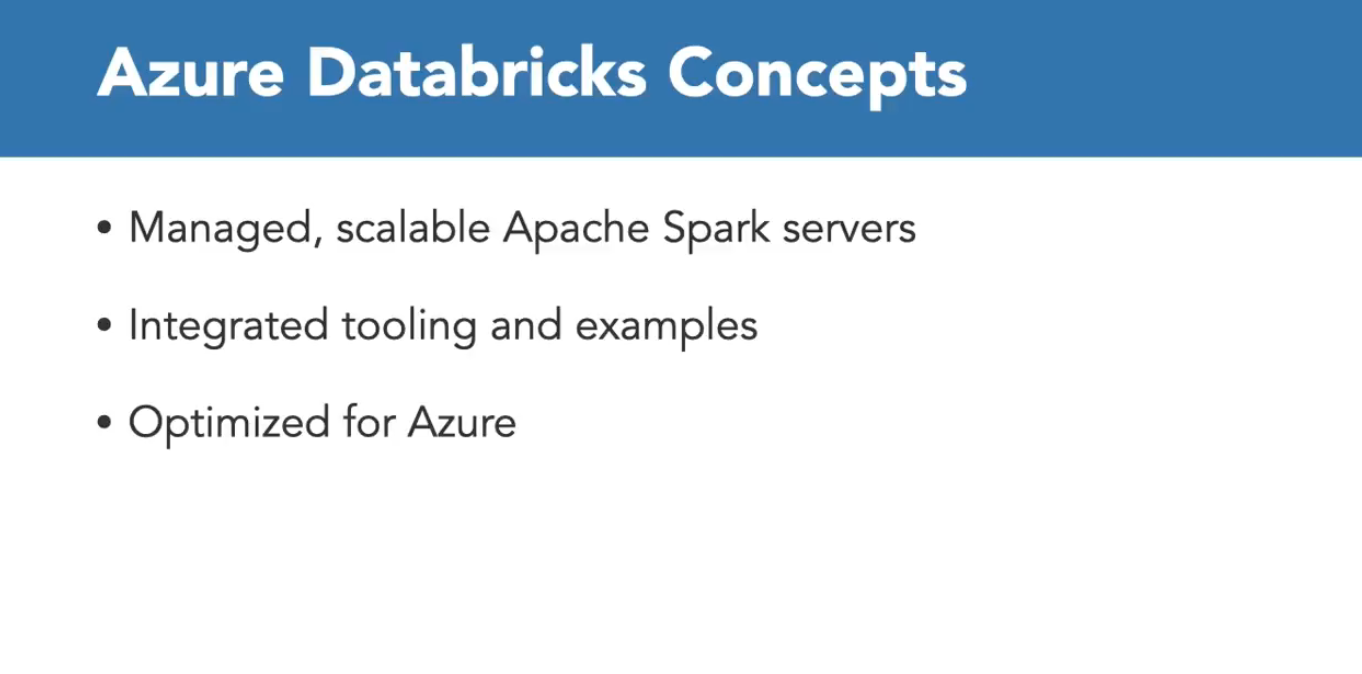 Azure Databricks Concepts
• Managed, scalable Apache Spark servers
• Integrated tooling and examples
• Optimized for Azure